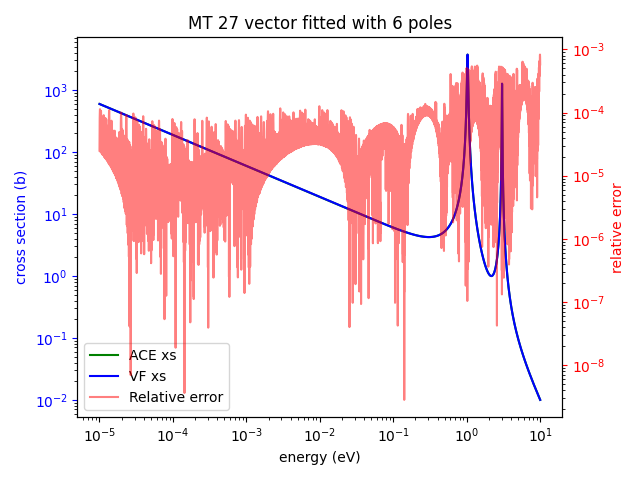 MT 27 vector fitted with 6 poles
cross section (b)
10³
10²
10¹
10⁰
10⁻¹
10⁻²
10⁻³
10⁻⁴
10⁻⁵
10⁻⁶
10⁻⁷
10⁻⁸
relative error
ACE xs
VF xs
Relative error
10⁻⁵ 10⁻⁴ 10⁻³ 10⁻² 10⁻¹ 10⁰ 10¹
energy (eV)